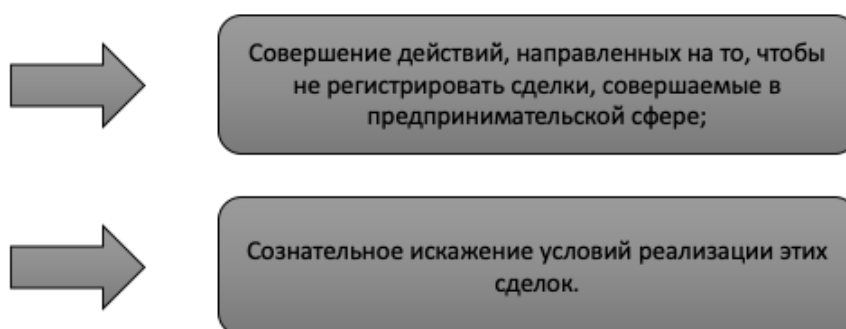 Совершение действий, направленных на то, чтобы
не регистрировать сделки, совершаемые в
предпринимательской сфере;
Сознательное искажение условий реализации этих
сделок.